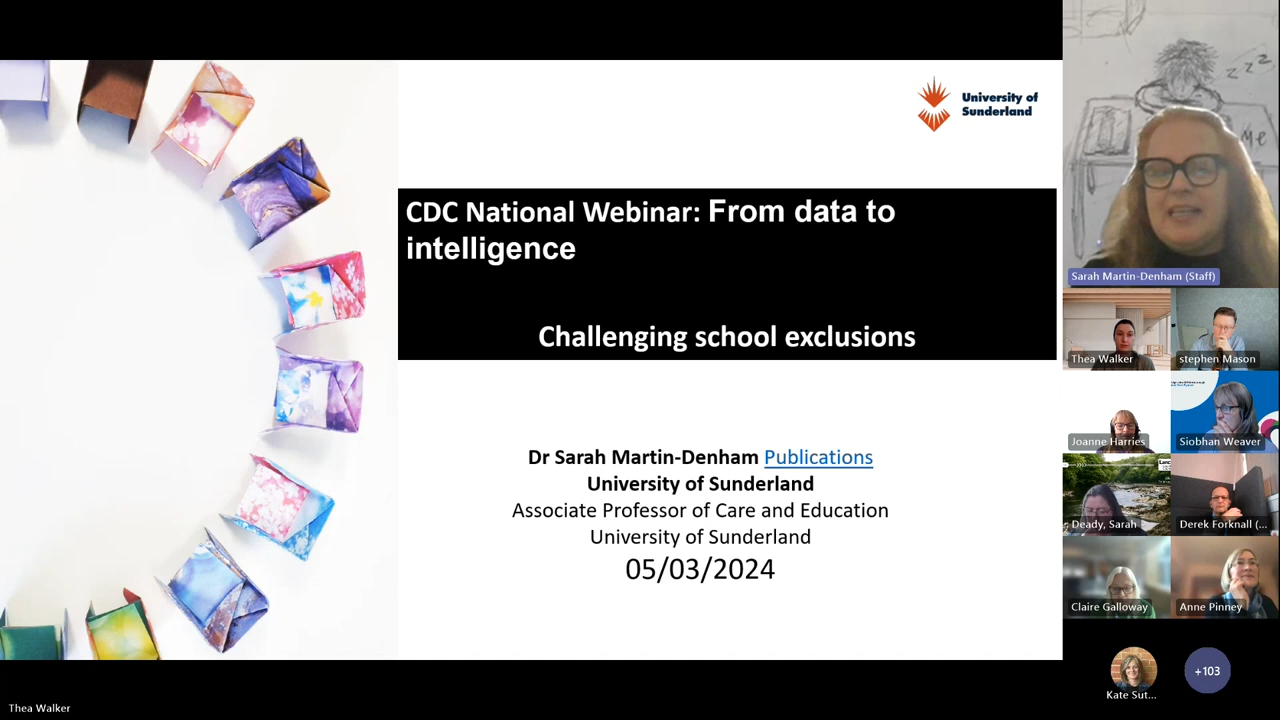 University of
Sunderland
CDC National Webinar: From data to
intelligence
Challenging school exclusions
Dr Sarah Martin-Denham Publications
University of Sunderland
Associate Professor of Care and Education
University of Sunderland
05/03/2024
zzz
Me
Sarah Martin-Denham (Staff)
Thea Walker
stephen Mason
Joanne Harries
Siobhan Weaver
Deady, Sarah
Derek Forknall (...
Claire Galloway
Anne Pinney
Kate Sut...
+103
Thea Walker